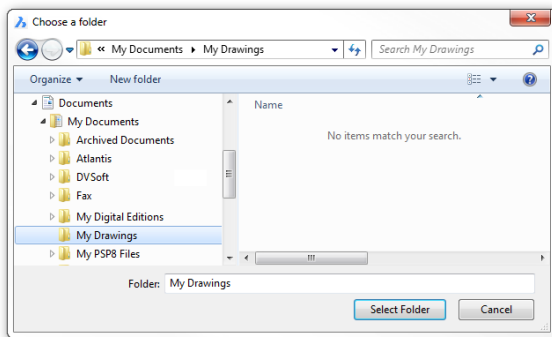 Choose a folder
« My Documents My Drawings
Search My Drawings
Organize
New folder
Documents
My Documents
Archived Documents
Atlantis
DVSoft
Fax
My Digital Editions
My Drawings
My PSP8 Files
Name
No items match your search.
Folder: My Drawings
Select Folder
Cancel